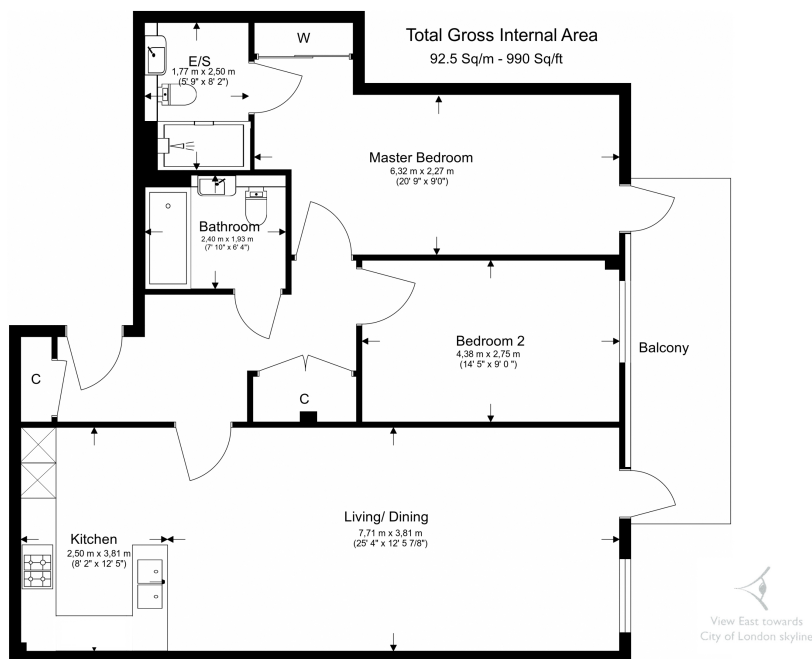 Total Gross Internal Area
92.5 Sq/m - 990 Sq/ft
W
E/S
1,77 m x 2,50 m
(5' 9" x 8' 2")
Master Bedroom
6,32 m x 2,27 m
(20' 9" x 9'0")
Bathroom
2,40 m x 1,93 m
(7' 10" x 6' 4")
Bedroom 2
4,38 m x 2,75 m
(14' 5" x 9' 0 ")
Balcony
C
C
Kitchen
2,50 m x 3,81 m
(8' 2" x 12' 5")
Living/ Dining
7,71 m x 3,81 m
(25' 4" x 12' 5 7/8")
View East towards
City of London skyline